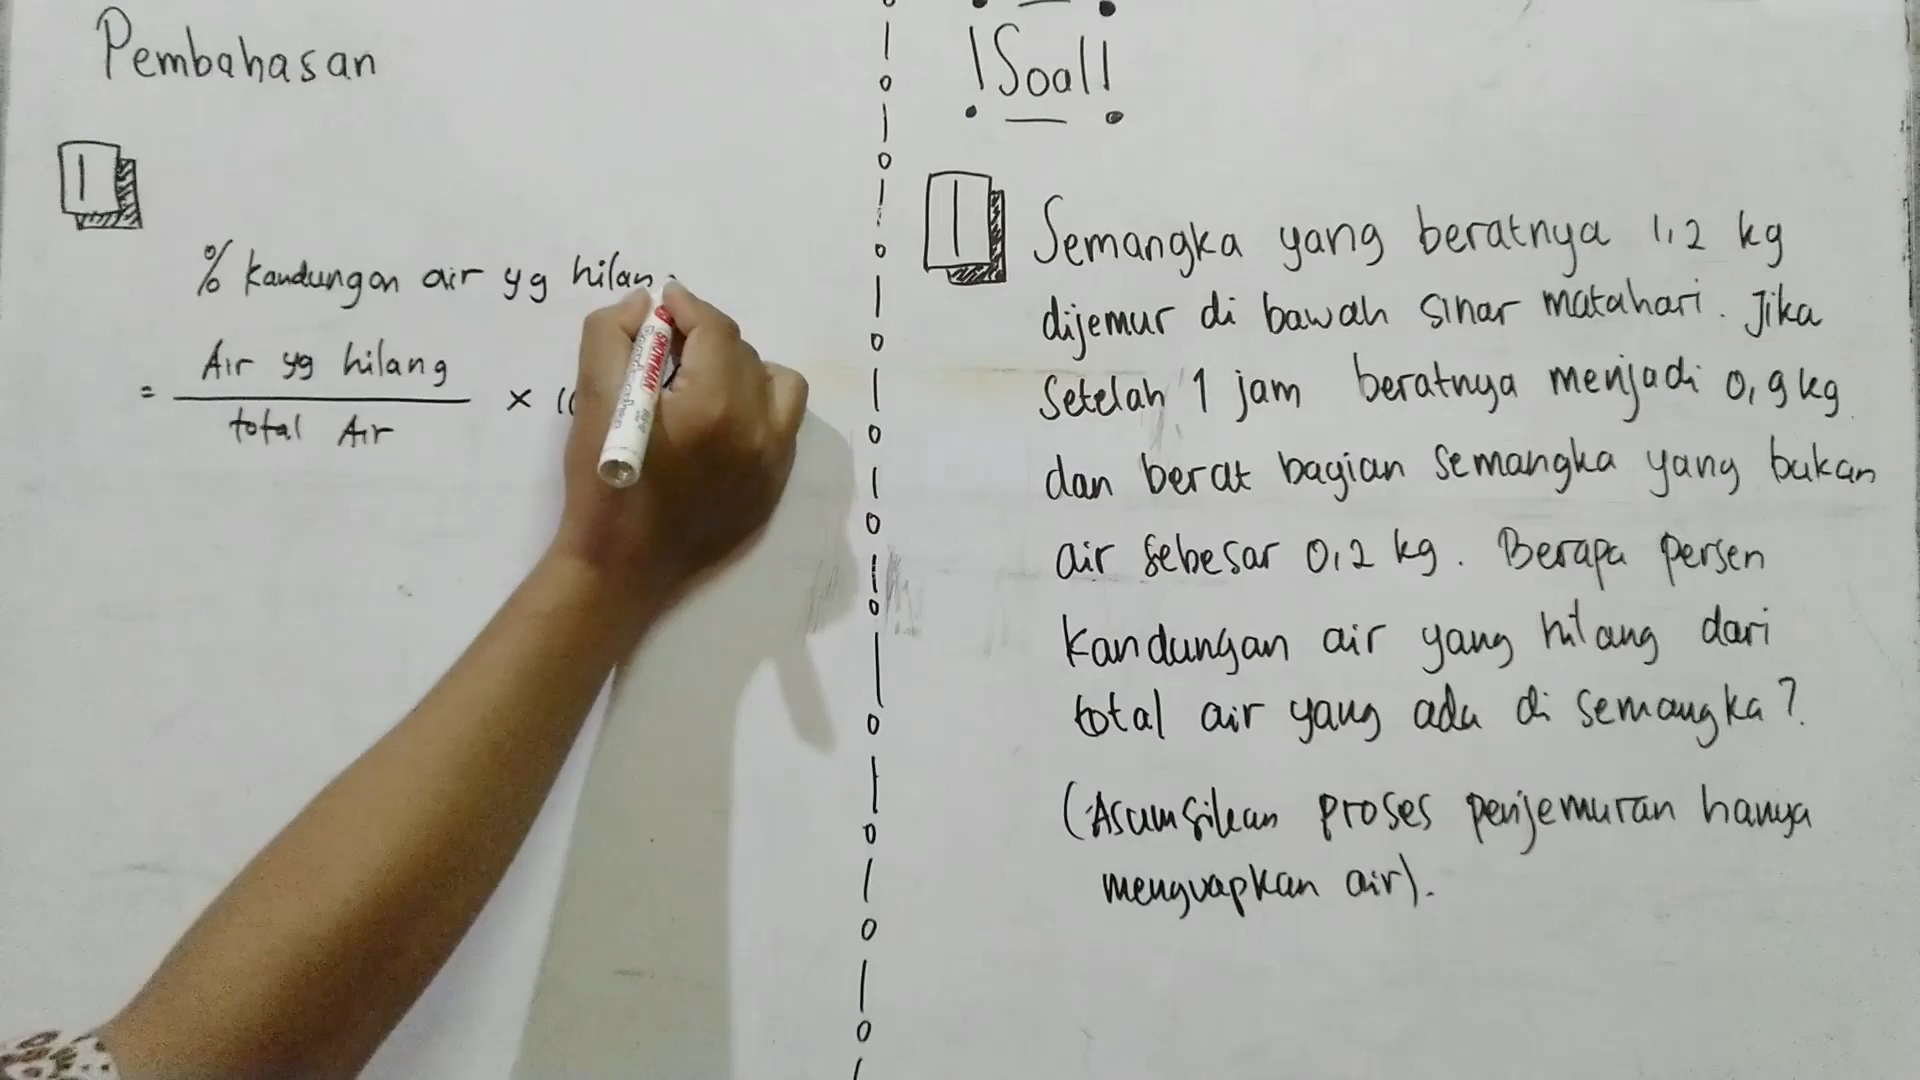 Pembahasan
1
% kandungan air yg hilan
= Air yg hilang
total Air
×
SNOWMAN
! Soal !
1
Semangka yang beratnya 1,2 kg
dijemur di bawah sinar matahari. Jika
setelah 1 jam beratnya menjadi 0,9 kg
dan berat bagian semangka yang bukan
air sebesar 0,2 kg. Berapa persen
kandungan air yang hilang dari
total air yang ada di semangka?
(Asumsikan proses penjemuran hanya
menguapkan air).